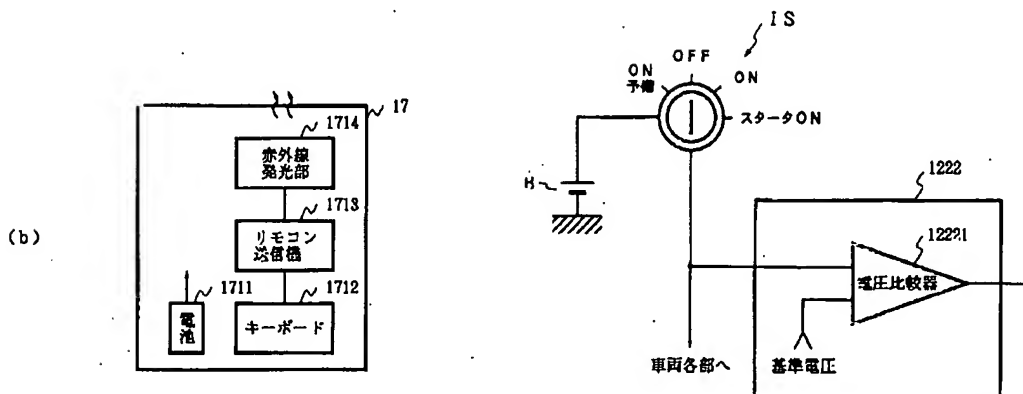 (b)
17
1714
赤外線
発光部
1713
リモコン
送信機
1711
電池
1712
キーボード
IS
OFF
ON
予備
ON
スタータON
B
1222
12221
電圧比較器
車両各部へ
基準電圧